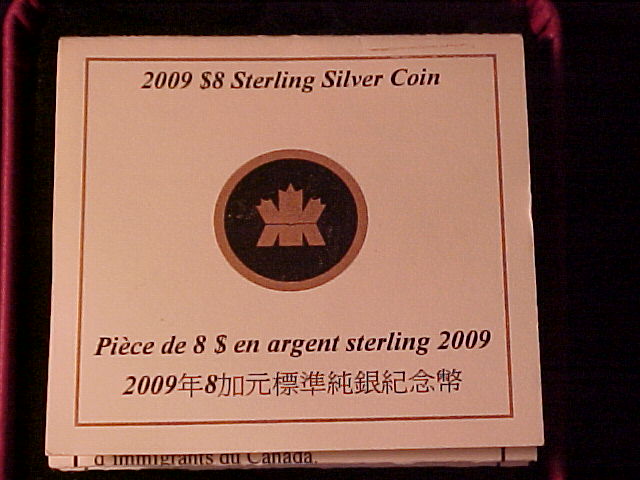 2009 $8 Sterling Silver Coin
Pièce de 8 $ en argent sterling 2009
2009年8加元標準純銀紀念幣
d'immigrants du Canada.